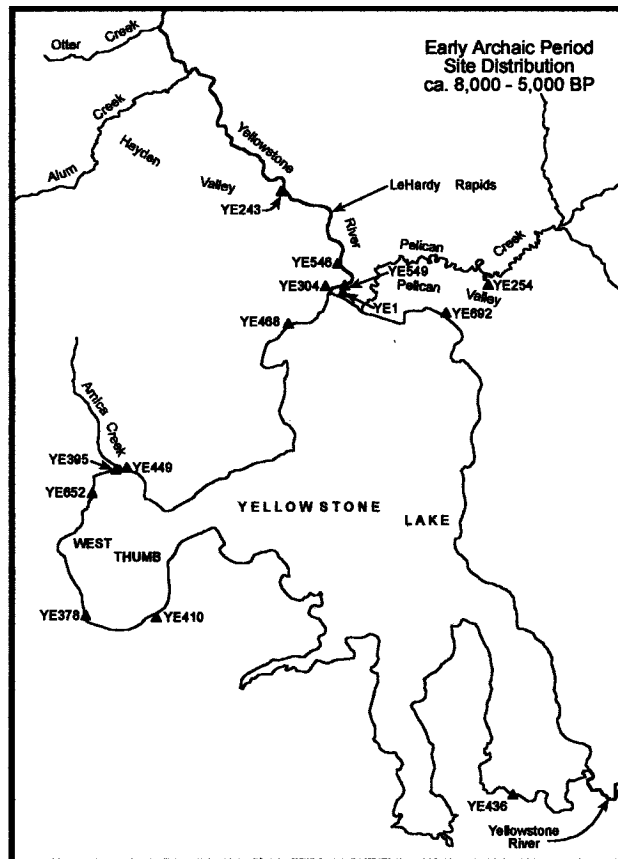 Early Archaic Period
Site Distribution
ca. 8,000 - 5,000 BP
Otter Creek
Alum Creek
Hayden Valley
Yellowstone River
LeHardy Rapids
YE243
Pelican Creek
YE546
YE549
YE304
Pelican Valley
YE254
YE1
YE692
YE468
Arnica Creek
YE395
YE449
YE652
YELLOWSTONE LAKE
WEST THUMB
YE378
YE410
YE436
Yellowstone
River